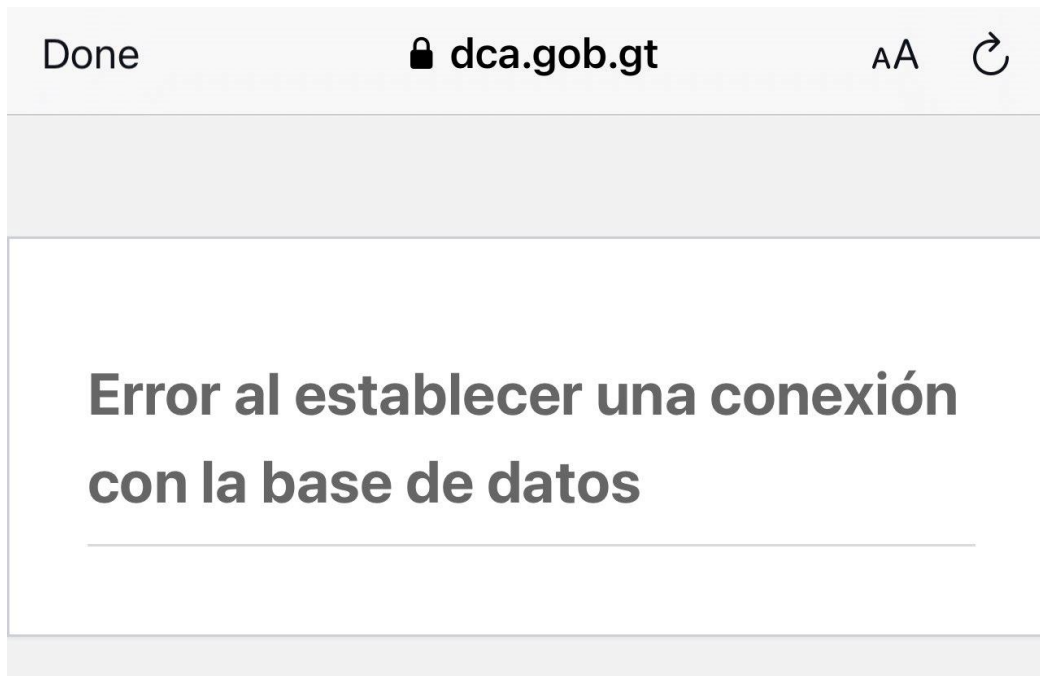 Done dca.gob.gt AA
Error al establecer una conexión
con la base de datos